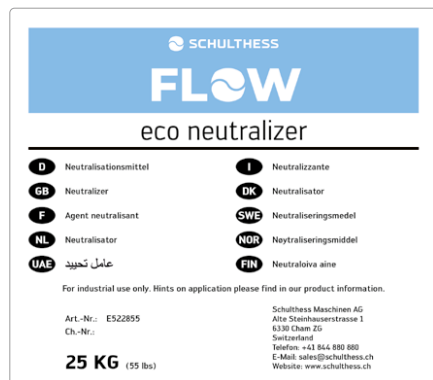 SCHULTHESS
FLOW
eco neutralizer
D Neutralisationsmittel
GB Neutralizer
F Agent neutralisant
NL Neutralisator
UAE عامل تحييد
I Neutralizzante
DK Neutralisator
SWE Neutraliseringsmedel
NOR Nøytraliseringsmiddel
FIN Neutraloiva aine
For industrial use only. Hints on application please find in our product information.
Art.-Nr.: E522855
Ch.-Nr.:
25 KG (55 lbs)
Schulthess Maschinen AG
Alte Steinhauserstrasse 1
6330 Cham ZG
Switzerland
Telefon: +41 844 880 880
E-Mail: sales@schulthess.ch
Website: www.schulthess.ch